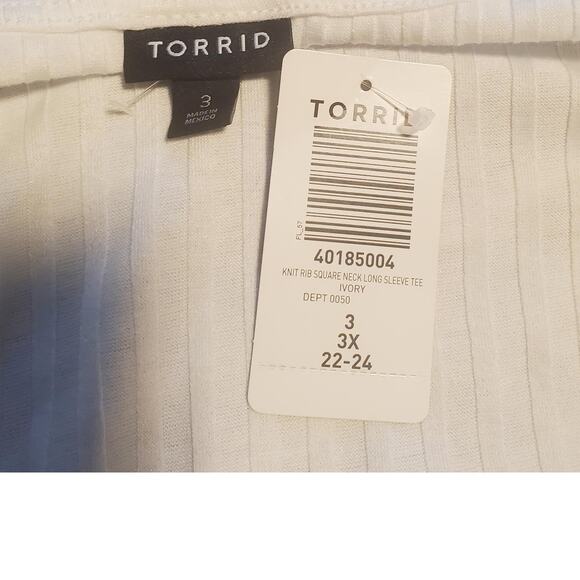 TORRID
3
MADE IN
MEXICO
TORRID
FL_57
40185004
KNIT RIB SQUARE NECK LONG SLEEVE TEE
IVORY
DEPT 0050
3
3X
22-24